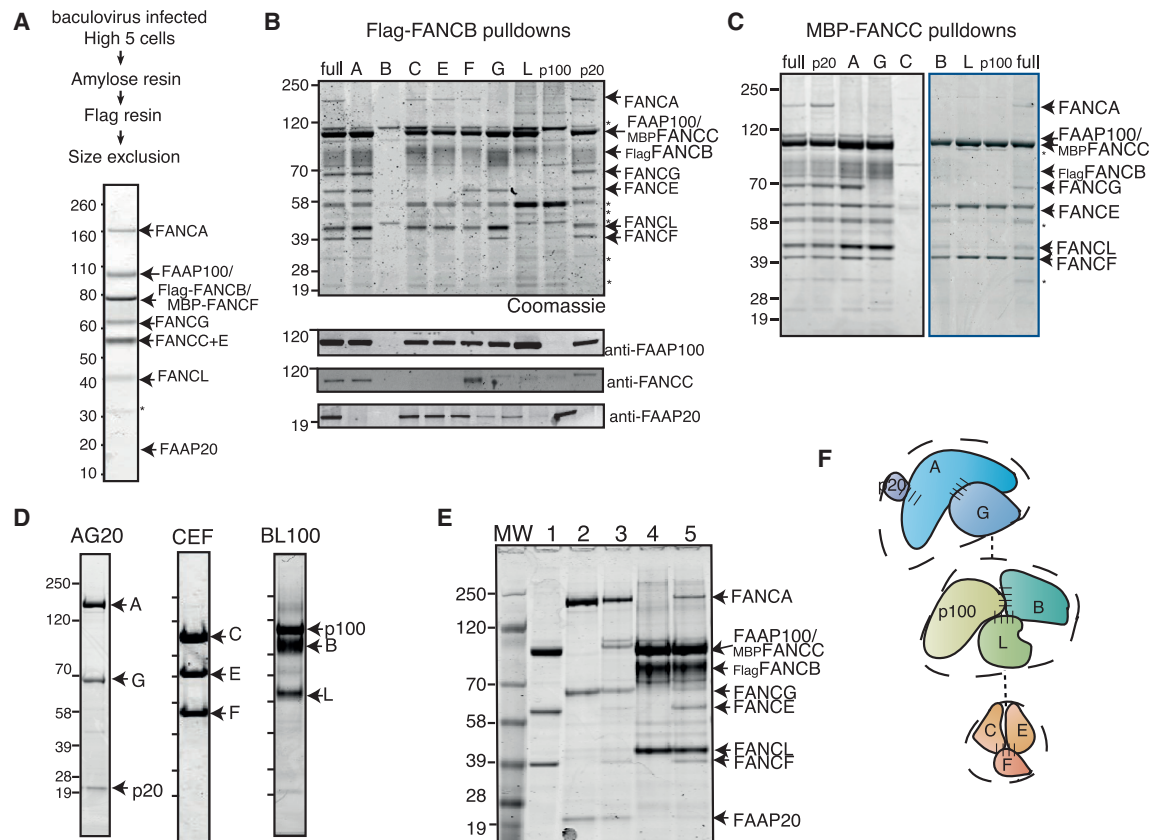 A
baculovirus infected
High 5 cells
Amylose resin
Flag resin
Size exclusion
260
160
110
80
60
50
40
30
20
10
FANCA
FAAP100/
Flag-FANCB/
MBP-FANCF
FANCG
FANCC+E
FANCL
*
FAAP20
B
Flag-FANCB pulldowns
full A B C E F G L p100 p20
250
120
70
58
39
28
19
FANCA
*
FAAP100/
MBPFANCC
FlagFANCB
FANCG
FANCE
*
*
*
FANCL
FANCF
*
*
Coomassie
120
anti-FAAP100
120
anti-FANCC
19
anti-FAAP20
C
MBP-FANCC pulldowns
full p20 A G C B L p100 full
250
120
70
58
39
28
19
FANCA
FAAP100/
MBPFANCC
*
FlagFANCB
FANCG
FANCE
*
FANCL
FANCF
*
D
AG20 CEF BL100
250
120
70
58
39
28
19
A
G
p20
C
E
F
p100
B
L
E
MW 1 2 3 4 5
250
120
70
58
39
28
19
FANCA
FAAP100/
MBPFANCC
FlagFANCB
FANCG
FANCE
FANCL
FANCF
FAAP20
F
A
p20
G
p100
B
L
C E
F